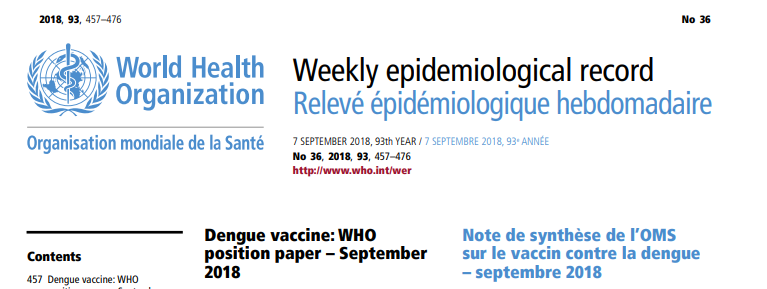 2018, 93, 457–476
No 36
World Health
Organization
Organisation mondiale de la Santé
Weekly epidemiological record
Relevé épidémiologique hebdomadaire
7 SEPTEMBER 2018, 93th YEAR / 7 SEPTEMBRE 2018, 93e ANNÉE
No 36, 2018, 93, 457–476
http://www.who.int/wer
Contents
457 Dengue vaccine: WHO
Dengue vaccine: WHO
position paper – September
2018
Note de synthèse de l’OMS
sur le vaccin contre la dengue
– septembre 2018